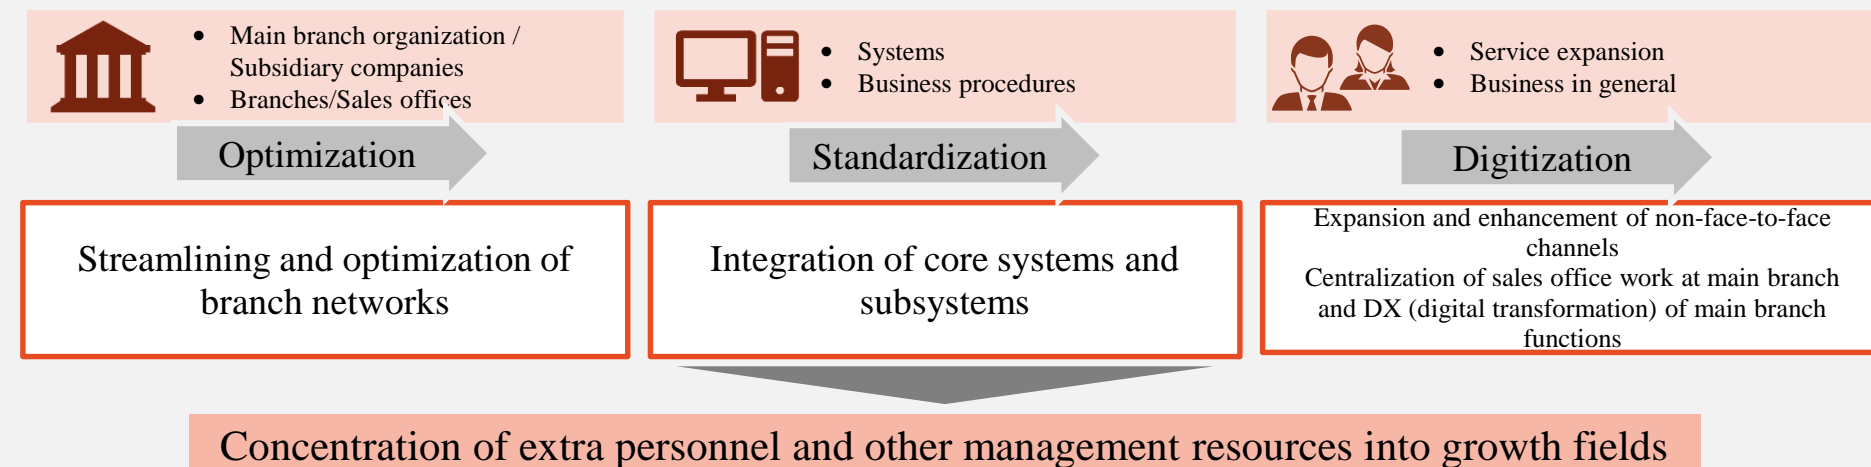 • Main branch organization /
Subsidiary companies
• Branches/Sales offices
Optimization
Streamlining and optimization of
branch networks
• Systems
• Business procedures
Standardization
Integration of core systems and
subsystems
• Service expansion
• Business in general
Digitization
Expansion and enhancement of non-face-to-face
channels
Centralization of sales office work at main branch
and DX (digital transformation) of main branch
functions
Concentration of extra personnel and other management resources into growth fields